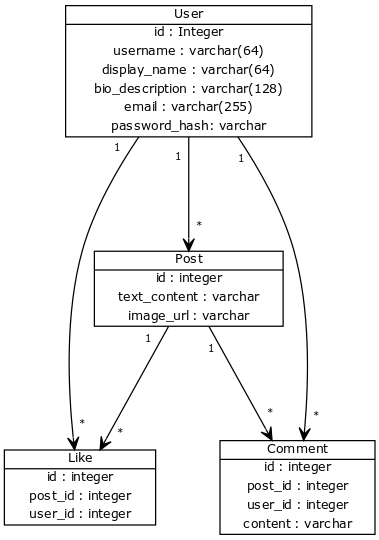 User
id : Integer
username : varchar(64)
display_name : varchar(64)
bio_description : varchar(128)
email : varchar(255)
password_hash: varchar
1
1
1
*
Post
id : integer
text_content : varchar
image_url : varchar
1
1
*
*
*
*
Like
id : integer
post_id : integer
user_id : integer
Comment
id : integer
post_id : integer
user_id : integer
content : varchar